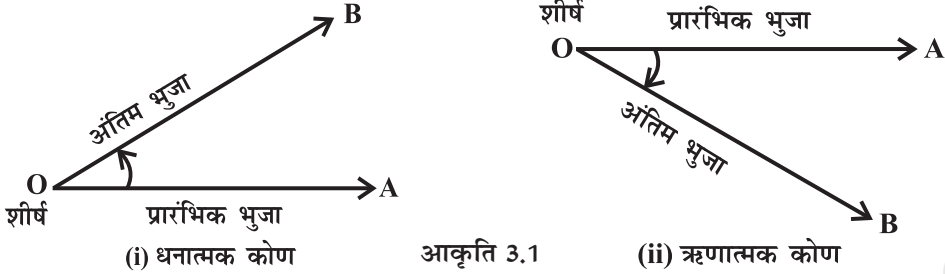 B
अंतिम भुजा
O
A
शीर्ष
प्रारंभिक भुजा
(i) धनात्मक कोण
आकृति 3.1
शीर्ष
प्रारंभिक भुजा
O
A
अंतिम भुजा
B
(ii) ऋणात्मक कोण